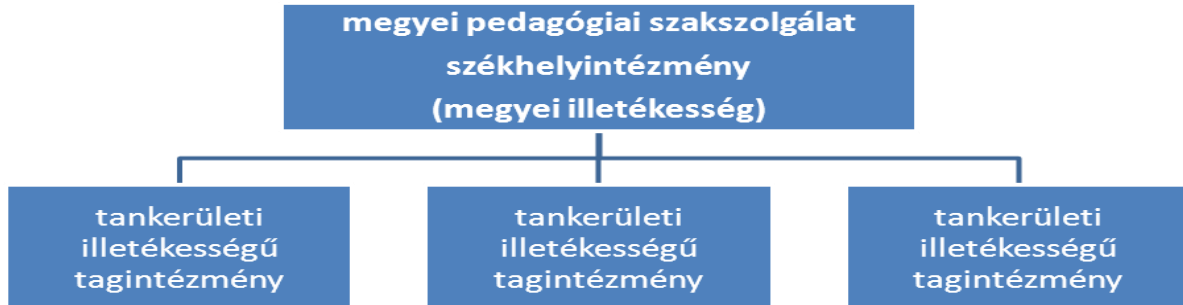 megyei pedagógiai szakszolgálat
székhelyintézmény
(megyei illetékesség)
tankerületi
illetékességű
tagintézmény
tankerületi
illetékességű
tagintézmény
tankerületi
illetékességű
tagintézmény